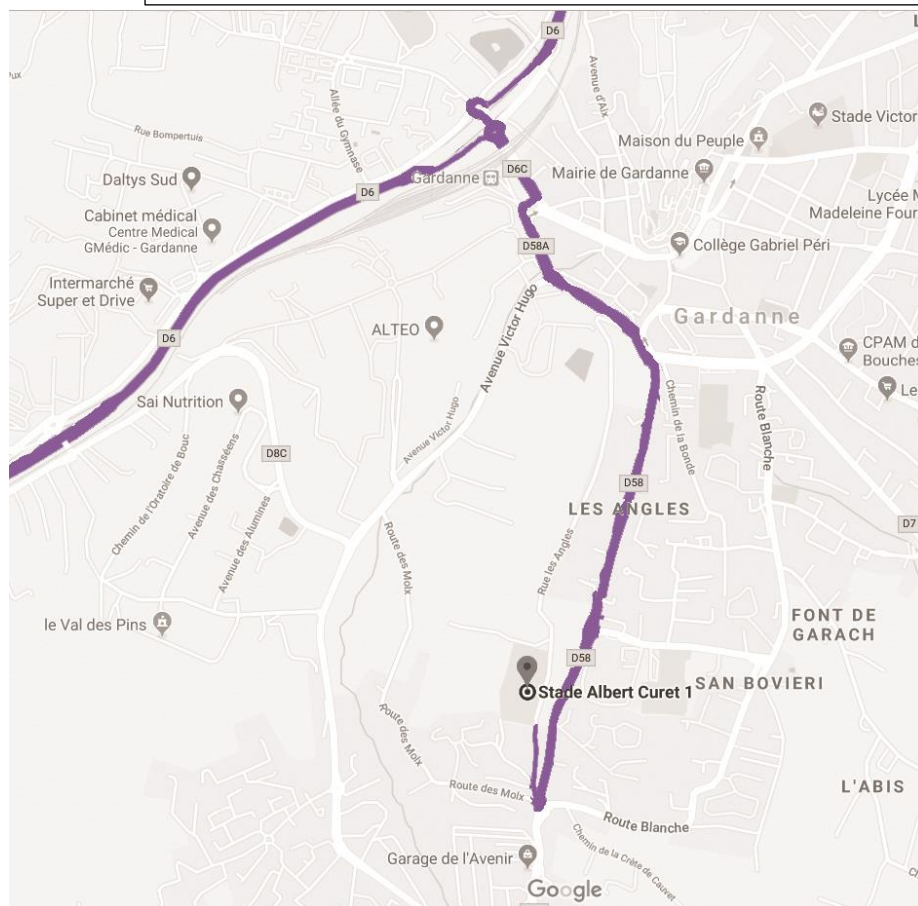 D6
Avenue d'Aix
Stade Victor
Rue Bompertuis
Allée du Gymnase
Maison du Peuple
Daltys Sud
D6
Gardanne
D6C
Mairie de Gardanne
Cabinet médical
Centre Medical
GMédic - Gardanne
Lycée M
Madeleine Four
D58A
Collège Gabriel Péri
Intermarché
Super et Drive
Avenue Victor Hugo
ALTEO
Gardanne
D6
CPAM d
Bouches
Le
Sai Nutrition
Avenue Victor Hugo
Chemin de la Bonde
Route Blanche
Chemin de l'Oratoire de Bouc
Avenue des Chasséens
D8C
D58
LES ANGLES
Avenue des Alumines
Route des Moix
Rue les Angles
D7
le Val des Pins
FONT DE
GARACH
D58
Stade Albert Curet 1
SAN BOVIERI
Route des Moix
Route des Moix
L'ABIS
Route Blanche
Garage de l'Avenir
Chemin de la Crète de Cauvet
Google